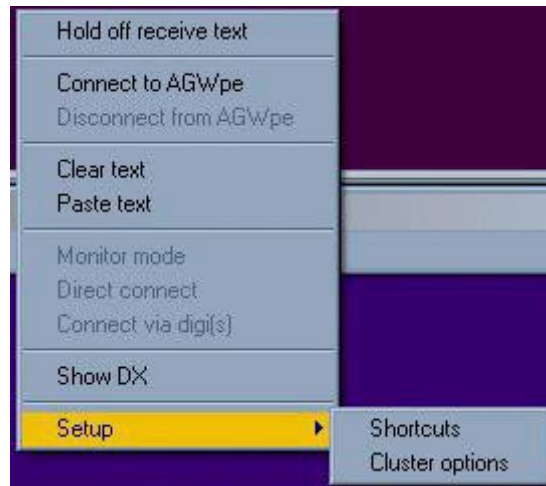 Hold off receive text
Connect to AGWpe
Disconnect from AGWpe
Clear text
Paste text
Monitor mode
Direct connect
Connect via digi(s)
Show DX
Setup
Shortcuts
Cluster options